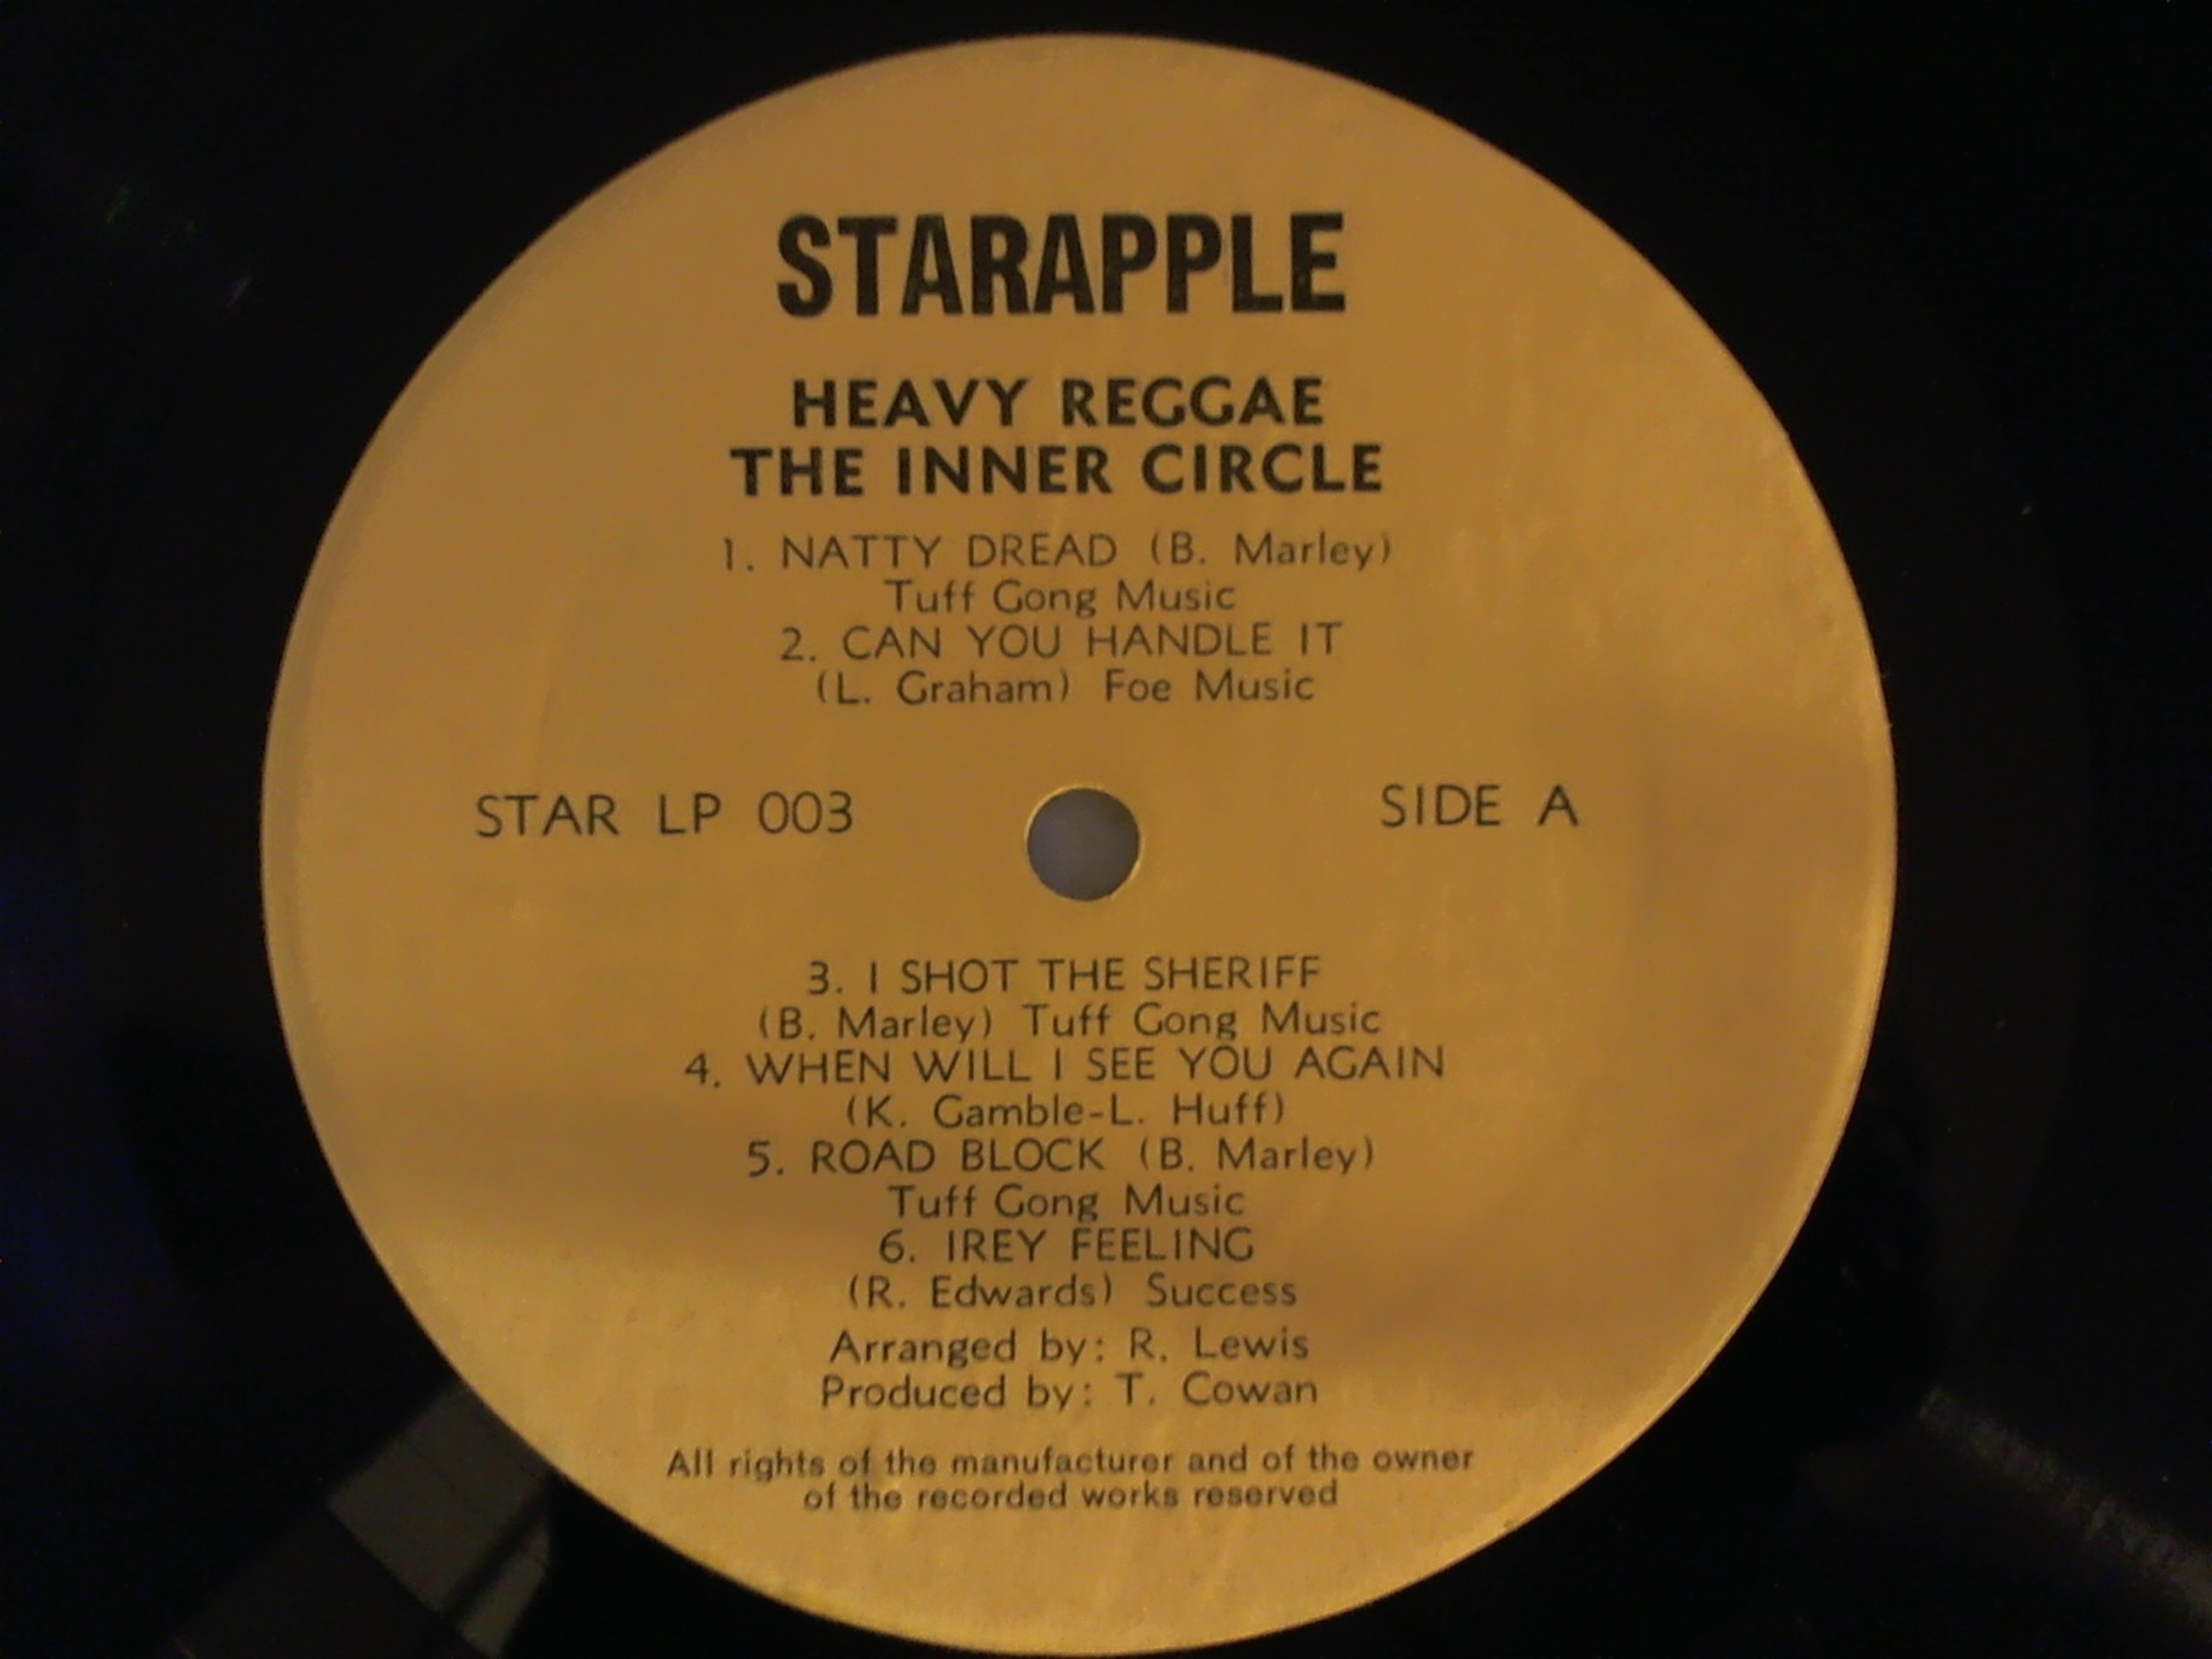 STARAPPLE
HEAVY REGGAE
THE INNER CIRCLE
1. NATTY DREAD (B. Marley)
Tuff Gong Music
2. CAN YOU HANDLE IT
(L. Graham) Foe Music
STAR LP 003 SIDE A
3. I SHOT THE SHERIFF
(B. Marley) Tuff Gong Music
4. WHEN WILL I SEE YOU AGAIN
(K. Gamble-L. Huff)
5. ROAD BLOCK (B. Marley)
Tuff Gong Music
6. IREY FEELING
(R. Edwards) Success
Arranged by: R. Lewis
Produced by: T. Cowan
All rights of the manufacturer and of the owner
of the recorded works reserved